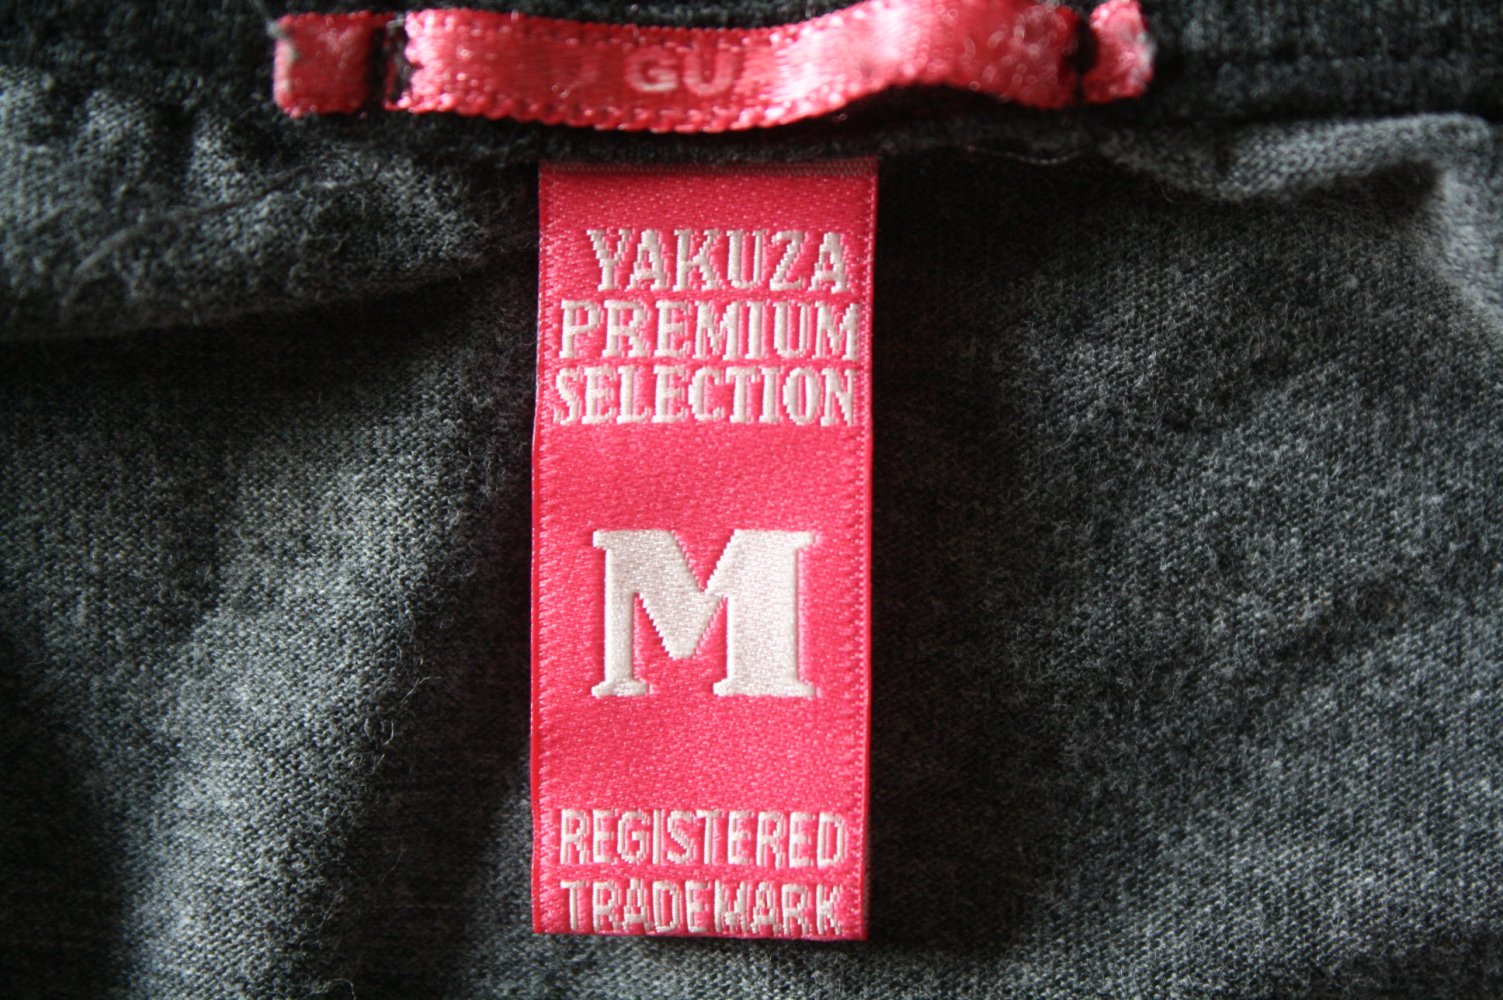 GU
YAKUZA
PREMIUM
SELECTION
M
REGISTERED
TRADEMARK